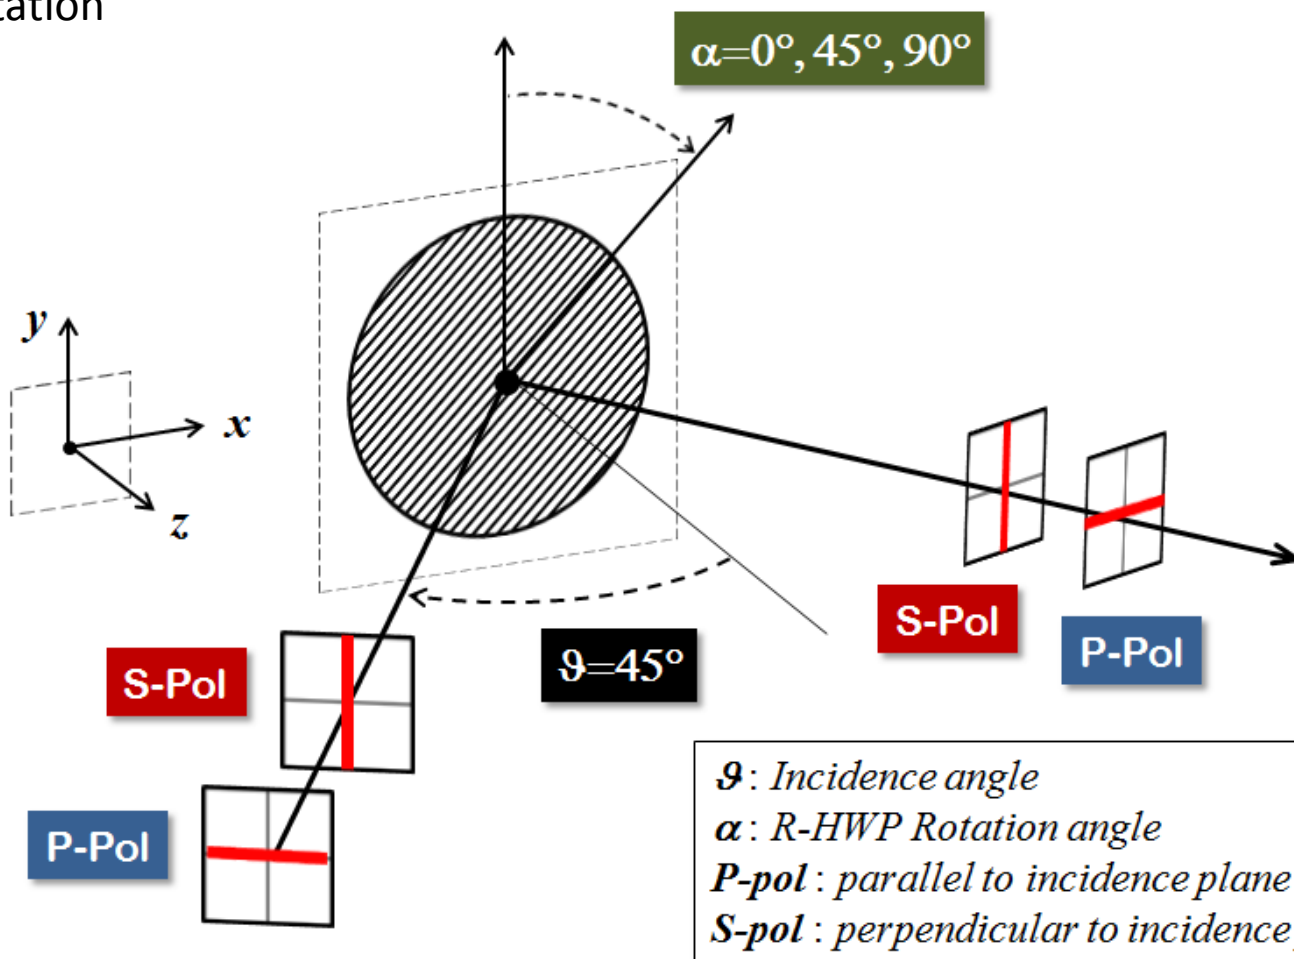 α=0°, 45°, 90°
y
x
z
S-Pol
P-Pol
ϑ=45°
S-Pol
P-Pol
ϑ : Incidence angle
α : R-HWP Rotation angle
P-pol : parallel to incidence plane
S-pol : perpendicular to incidence